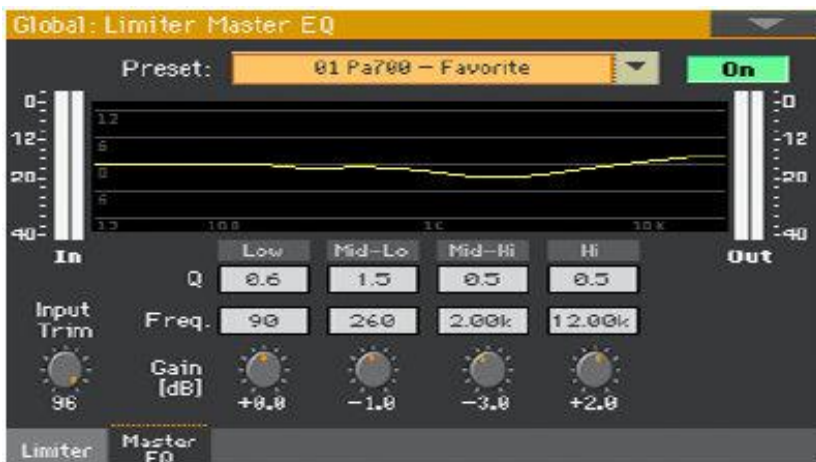 Global: Limiter Master EQ
Preset: 01 Pa700 – Favorite On
0 12 6 0 6 12 100 1K 10K 0
12 12
20 20
40 40
In Out
Low Mid-Lo Mid-Hi Hi
Q 0.6 1.5 0.5 0.5
Input Trim Freq. 90 260 2.00k 12.00k
Gain [dB]
96 +0.0 -1.0 -3.0 +2.0
Limiter Master EQ